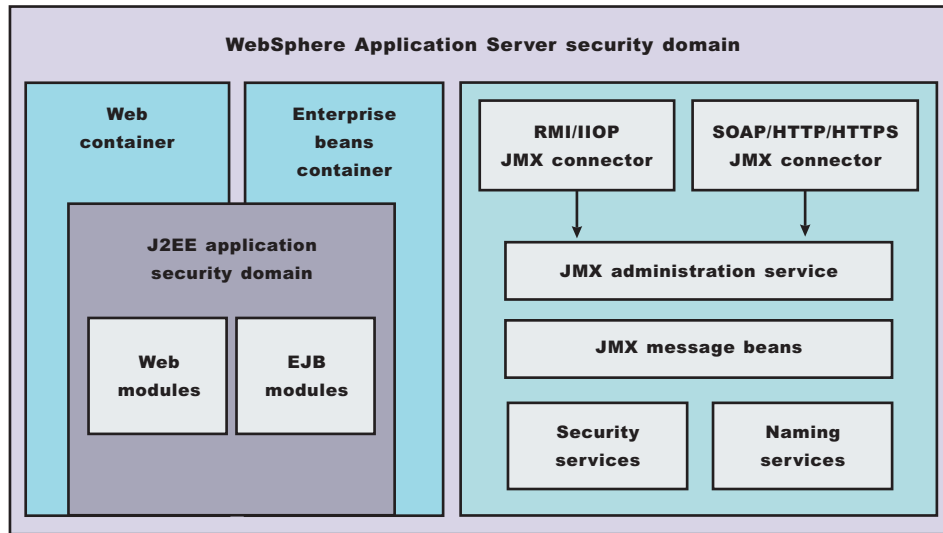 WebSphere Application Server security domain
Web
container
Enterprise
beans
container
J2EE application
security domain
Web
modules
EJB
modules
RMI/IIOP
JMX connector
SOAP/HTTP/HTTPS
JMX connector
JMX administration service
JMX message beans
Security
services
Naming
services